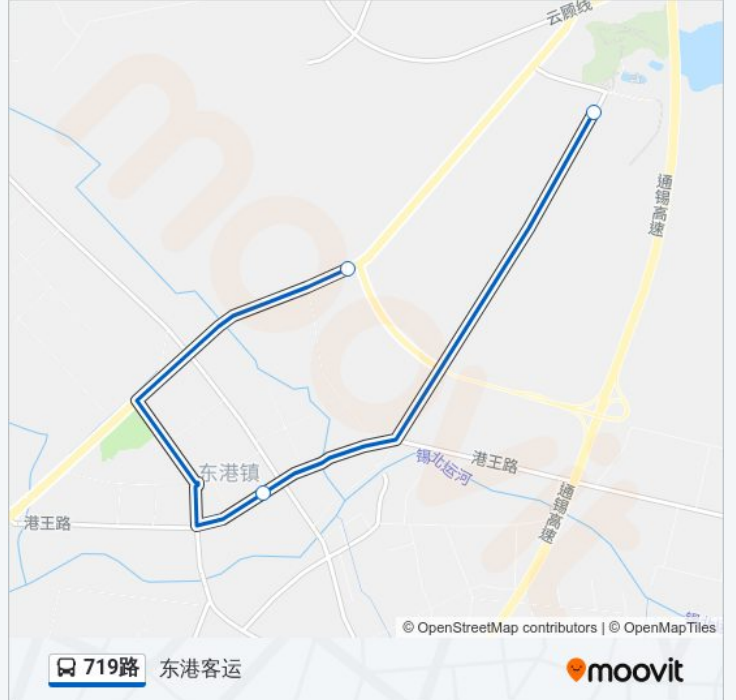 云顾线
通锡高速
东港镇
锡北运河
港王路
港王路
通锡高速
© OpenStreetMap contributors | © OpenMapTiles
719路 东港客运
moovit
moovit